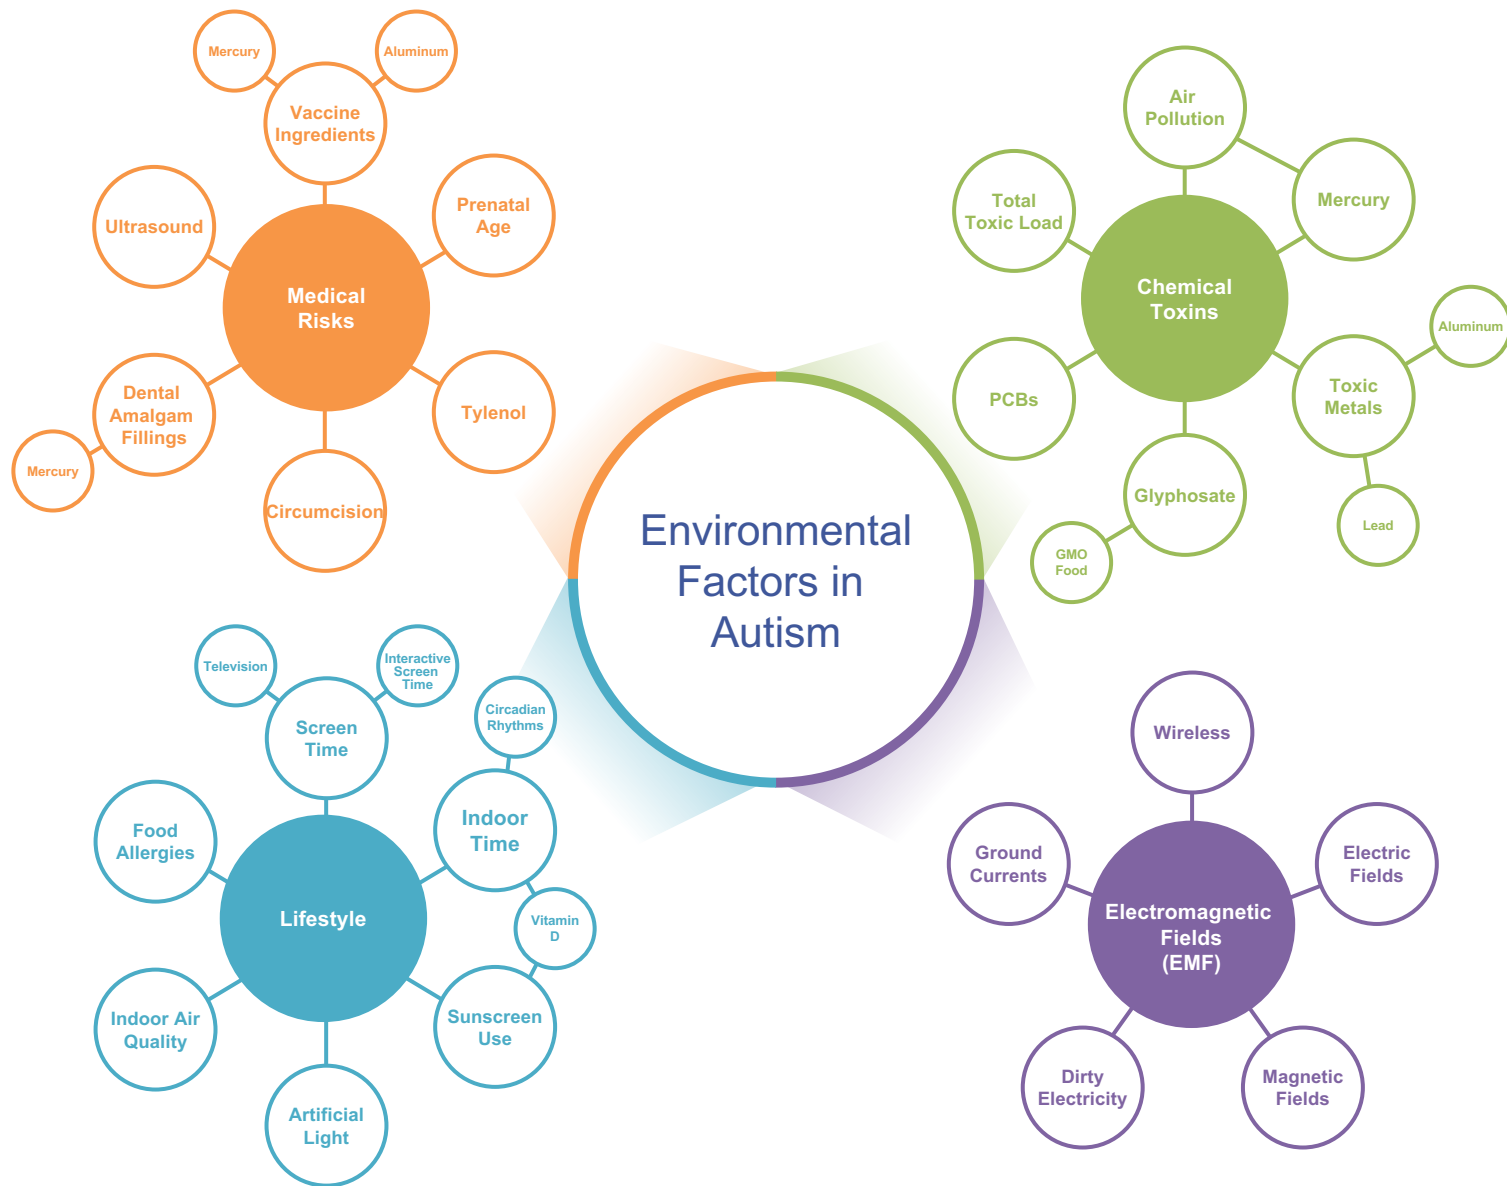 Environmental
Factors in
Autism
Medical
Risks
Mercury
Aluminum
Vaccine
Ingredients
Ultrasound
Prenatal
Age
Dental
Amalgam
Fillings
Mercury
Tylenol
Circumcision
Chemical
Toxins
Air
Pollution
Total
Toxic Load
Mercury
Aluminum
PCBs
Toxic
Metals
Glyphosate
Lead
GMO
Food
Lifestyle
Television
Interactive
Screen
Time
Screen
Time
Circadian
Rhythms
Food
Allergies
Indoor
Time
Vitamin
D
Indoor Air
Quality
Sunscreen
Use
Artificial
Light
Electromagnetic
Fields
(EMF)
Wireless
Ground
Currents
Electric
Fields
Dirty
Electricity
Magnetic
Fields